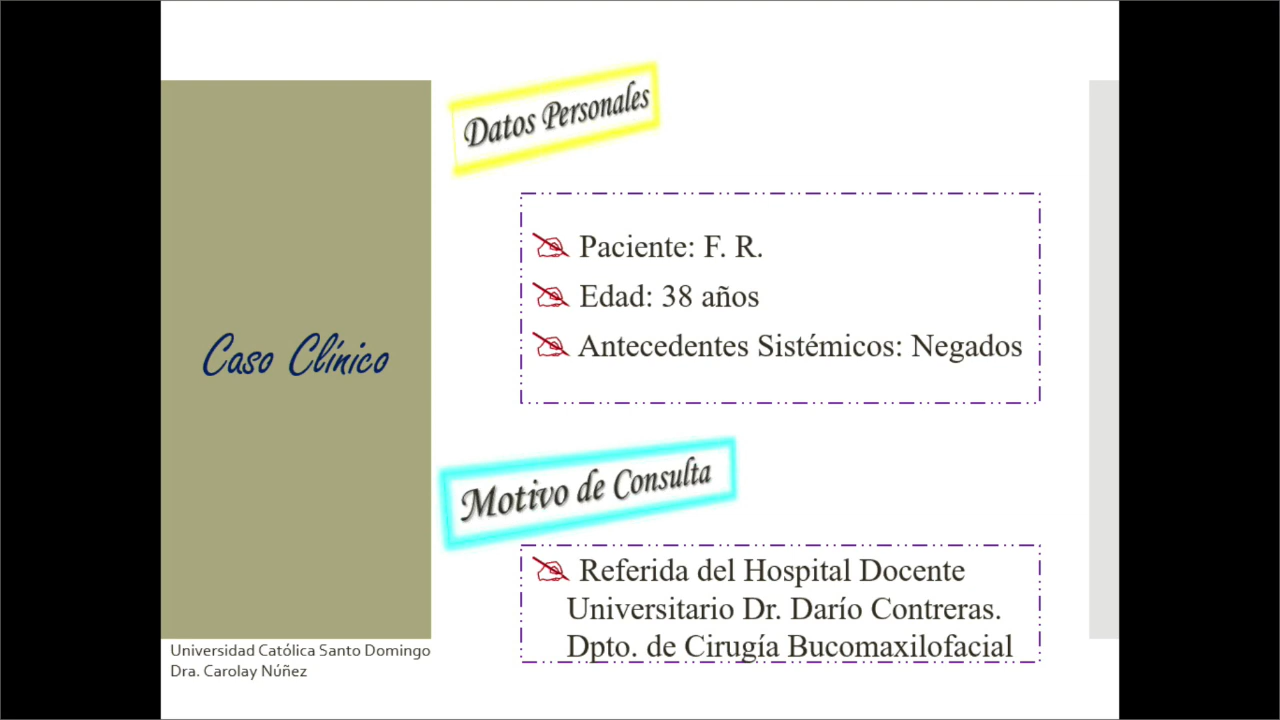 Datos Personales
Paciente: F. R.
Edad: 38 años
Antecedentes Sistémicos: Negados
Caso Clínico
Motivo de Consulta
Referida del Hospital Docente
Universitario Dr. Darío Contreras.
Dpto. de Cirugía Bucomaxilofacial
Universidad Católica Santo Domingo
Dra. Carolay Núñez